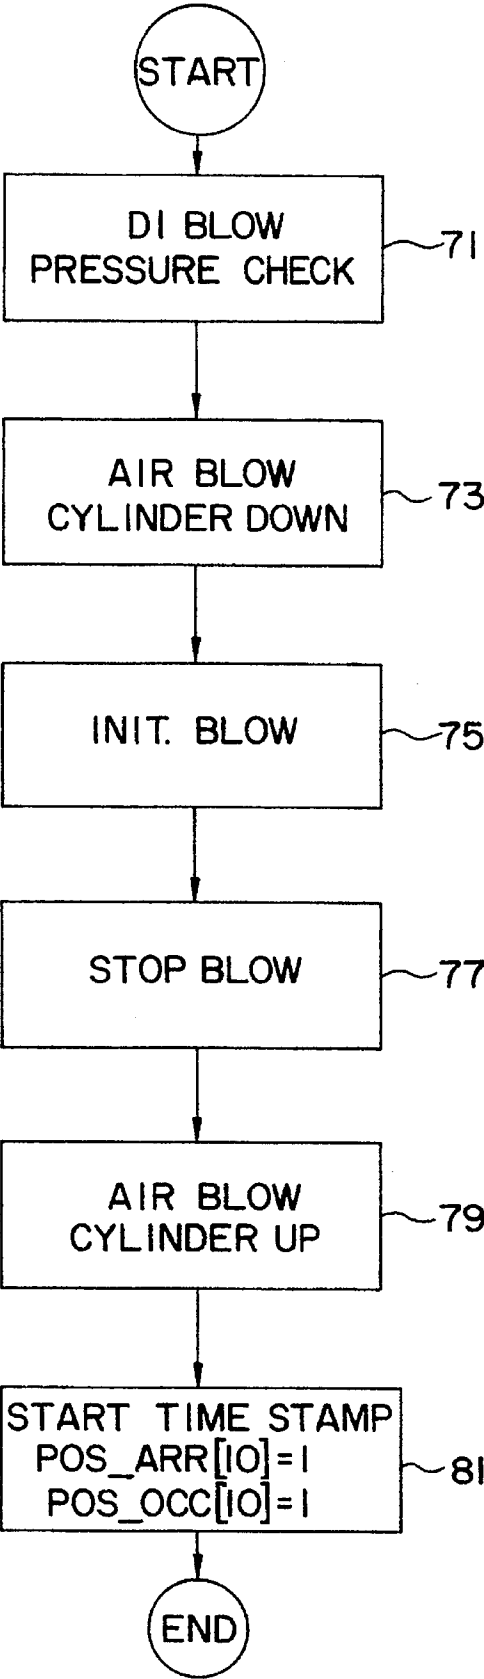 START
DI BLOW
PRESSURE CHECK
71
AIR BLOW
CYLINDER DOWN
73
INIT. BLOW
75
STOP BLOW
77
AIR BLOW
CYLINDER UP
79
START TIME STAMP
POS_ARR[10]=1
POS_OCC[10]=1
81
END